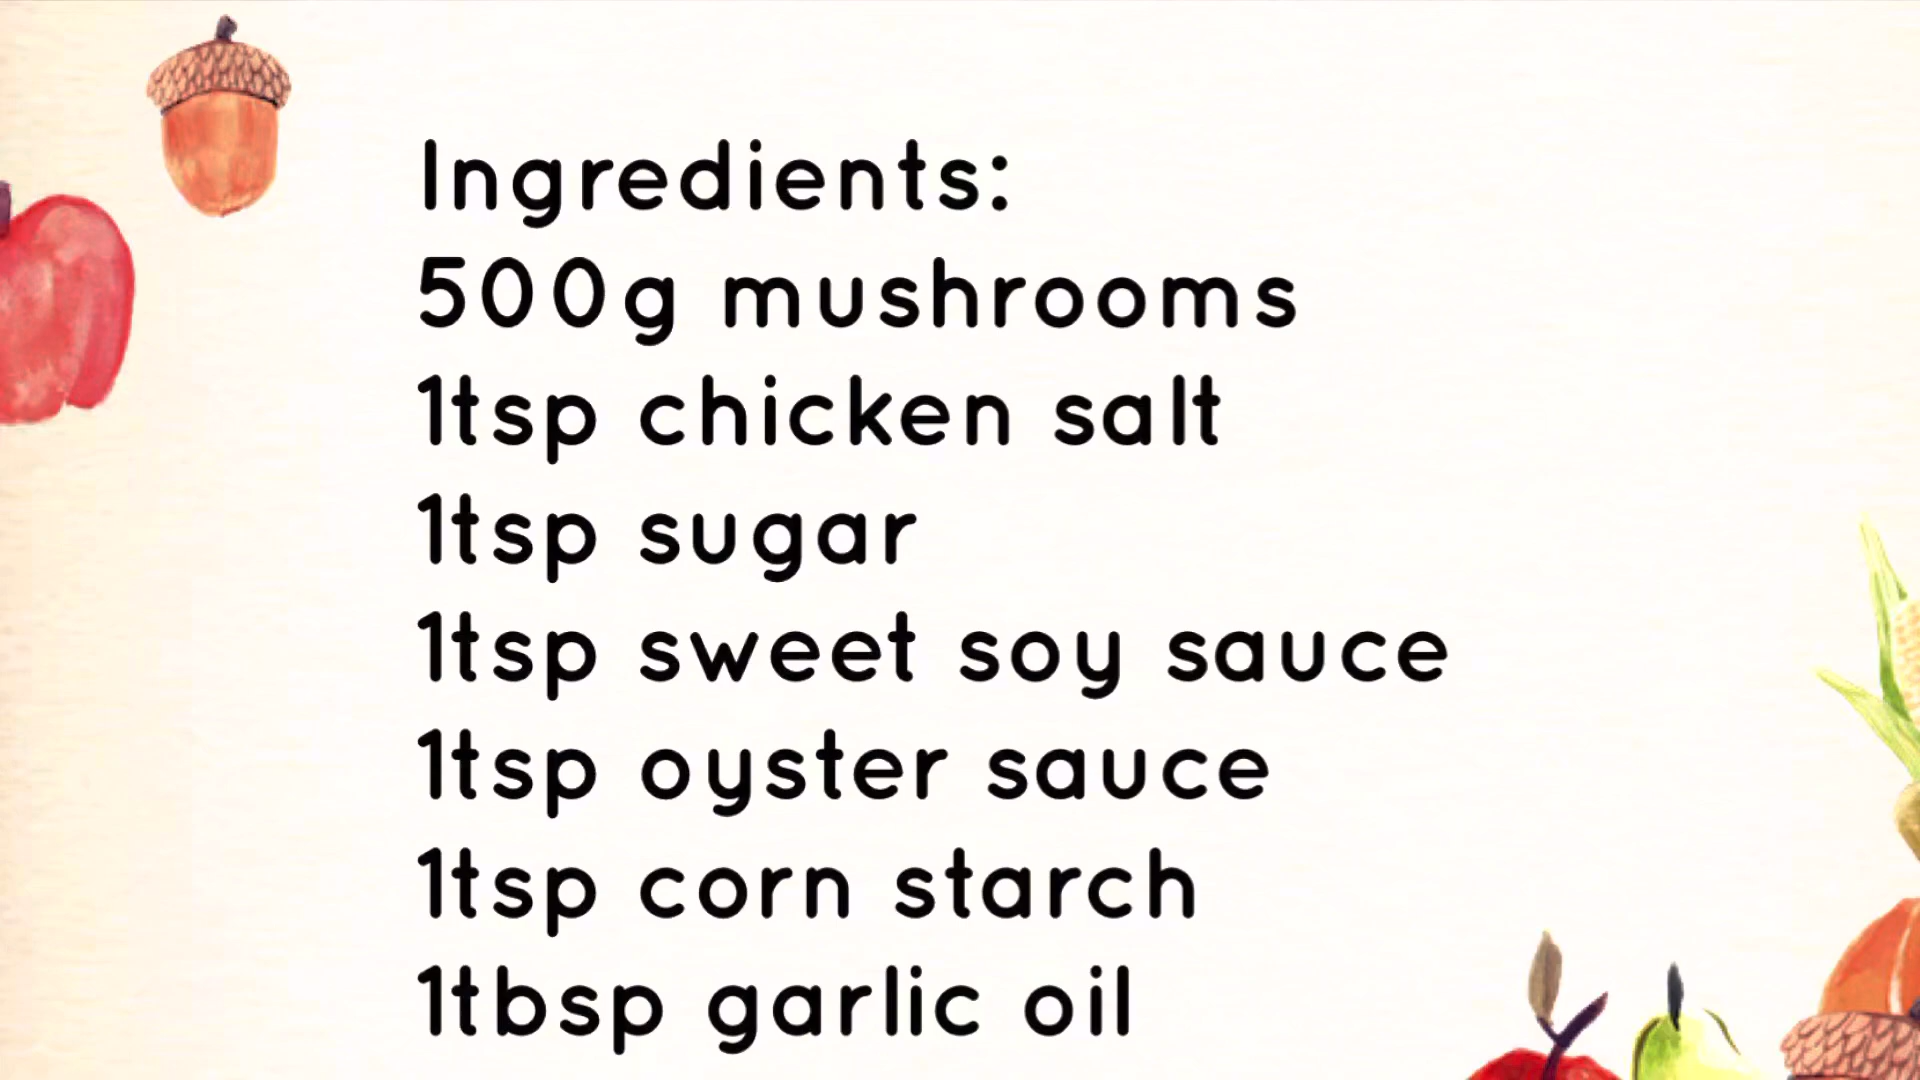 Ingredients:
500g mushrooms
1tsp chicken salt
1tsp sugar
1tsp sweet soy sauce
1tsp oyster sauce
1tsp corn starch
1tbsp garlic oil